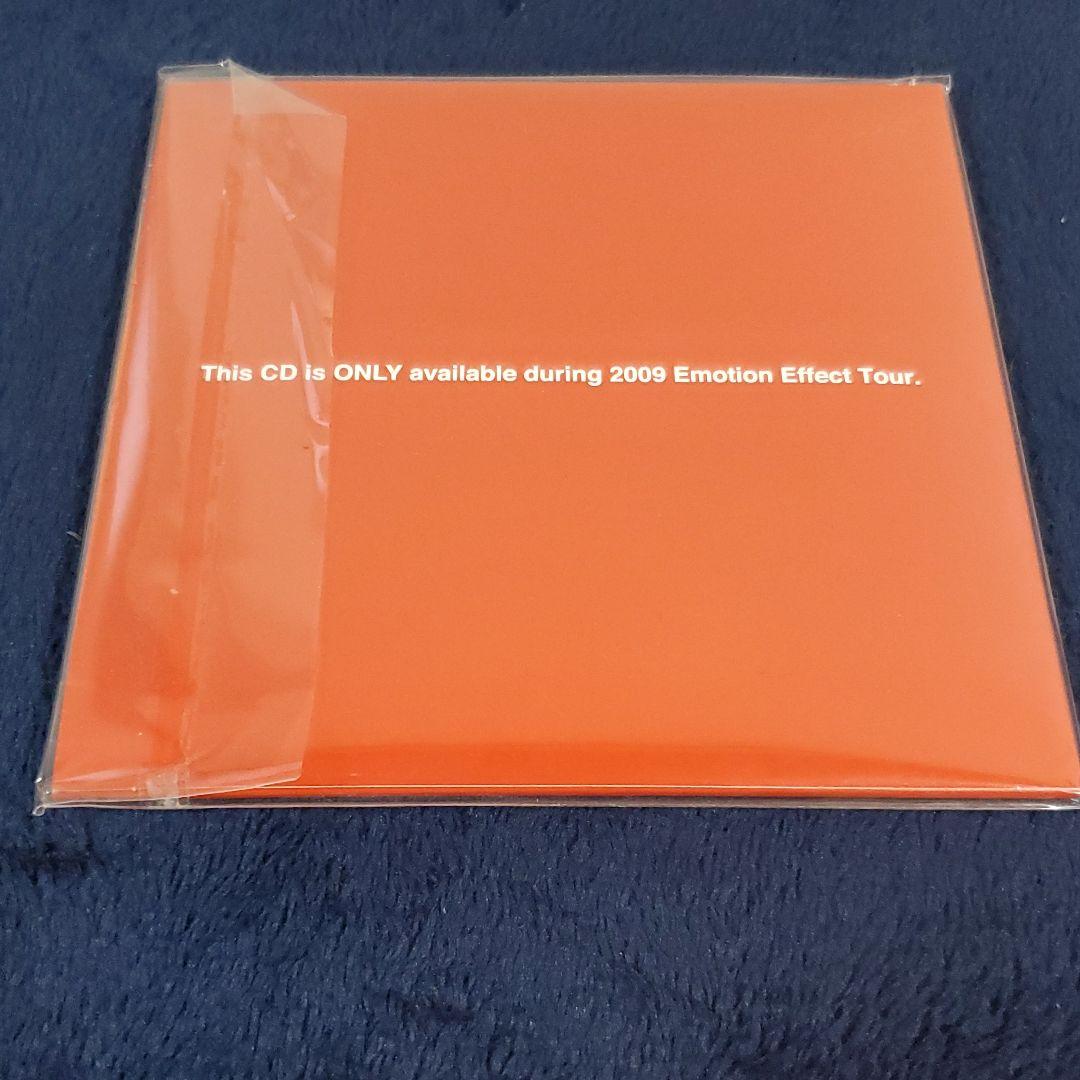 This CD is ONLY available during 2009 Emotion Effect Tour.